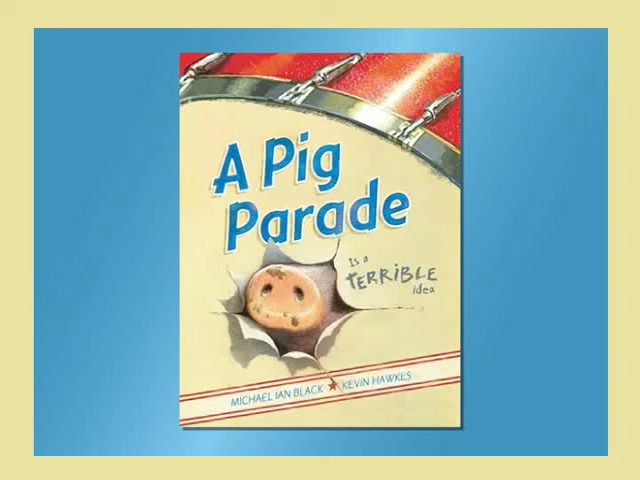 A Pig
Parade
Is a
TERRiBLE
idea
MICHAEL IAN BLACK ★ KEVIN HAWKES